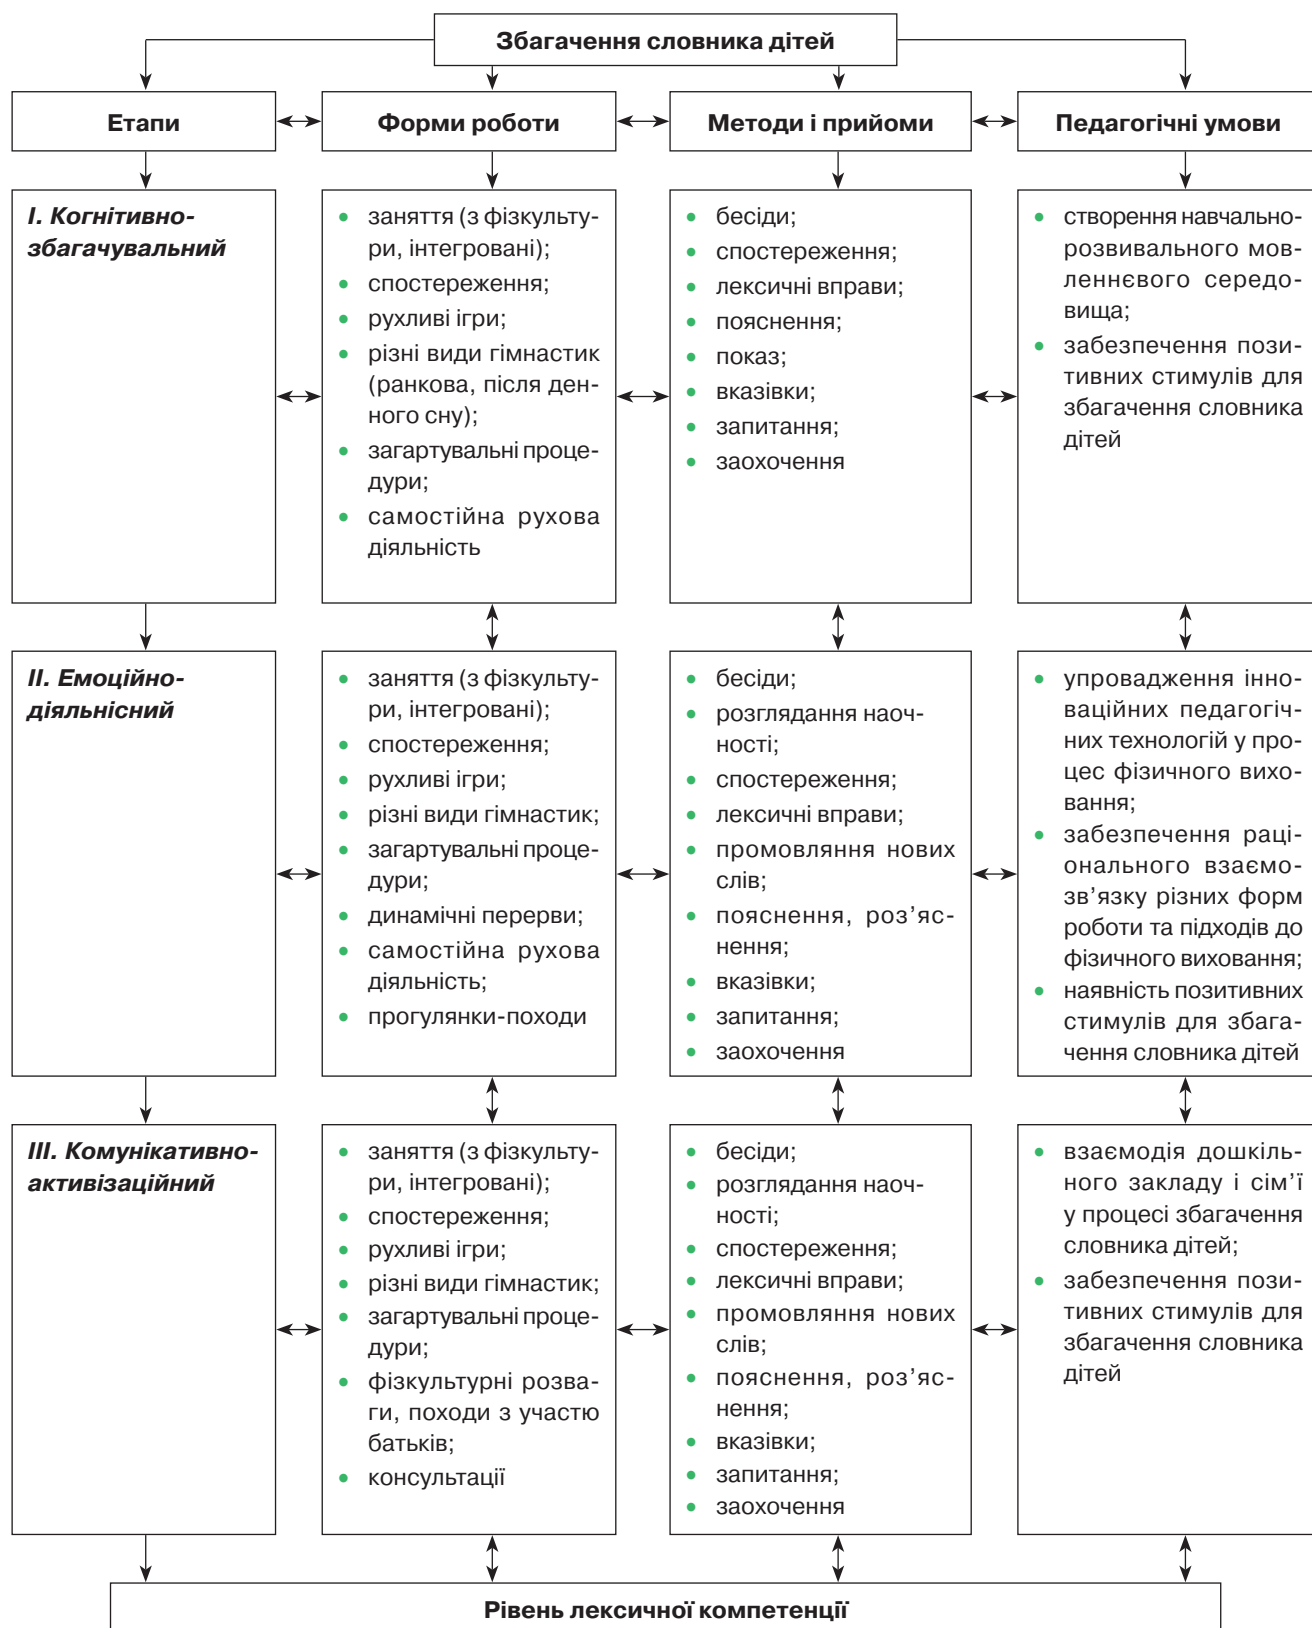 Збагачення словника дітей
Етапи
Форми роботи
Методи і прийоми
Педагогічні умови
І. Когнітивно-
збагачувальний
• заняття (з фізкульту-
ри, інтегровані);
• спостереження;
• рухливі ігри;
• різні види гімнастик
(ранкова, після ден-
ного сну);
• загартувальні проце-
дури;
• самостійна рухова
діяльність
• бесіди;
• спостереження;
• лексичні вправи;
• пояснення;
• показ;
• вказівки;
• запитання;
• заохочення
• створення навчально-
розвивального мов-
леннєвого середо-
вища;
• забезпечення пози-
тивних стимулів для
збагачення словника
дітей
ІІ. Емоційно-
діяльнісний
• заняття (з фізкульту-
ри, інтегровані);
• спостереження;
• рухливі ігри;
• різні види гімнастик;
• загартувальні проце-
дури;
• динамічні перерви;
• самостійна рухова
діяльність;
• прогулянки-походи
• бесіди;
• розглядання наоч-
ності;
• спостереження;
• лексичні вправи;
• промовляння нових
слів;
• пояснення, роз’яс-
нення;
• вказівки;
• запитання;
• заохочення
• упровадження інно-
ваційних педагогіч-
них технологій у про-
цес фізичного вихо-
вання;
• забезпечення раці-
онального взаємо-
зв’язку різних форм
роботи та підходів до
фізичного виховання;
• наявність позитивних
стимулів для збага-
чення словника дітей
ІІІ. Комунікативно-
активізаційний
• заняття (з фізкульту-
ри, інтегровані);
• спостереження;
• рухливі ігри;
• різні види гімнастик;
• загартувальні проце-
дури;
• фізкультурні розва-
ги, походи з участю
батьків;
• консультації
• бесіди;
• розглядання наоч-
ності;
• спостереження;
• лексичні вправи;
• промовляння нових
слів;
• пояснення, роз’яс-
нення;
• вказівки;
• запитання;
• заохочення
• взаємодія дошкіль-
ного закладу і сім’ї
у процесі збагачення
словника дітей;
• забезпечення пози-
тивних стимулів для
збагачення словника
дітей
Рівень лексичної компетенції